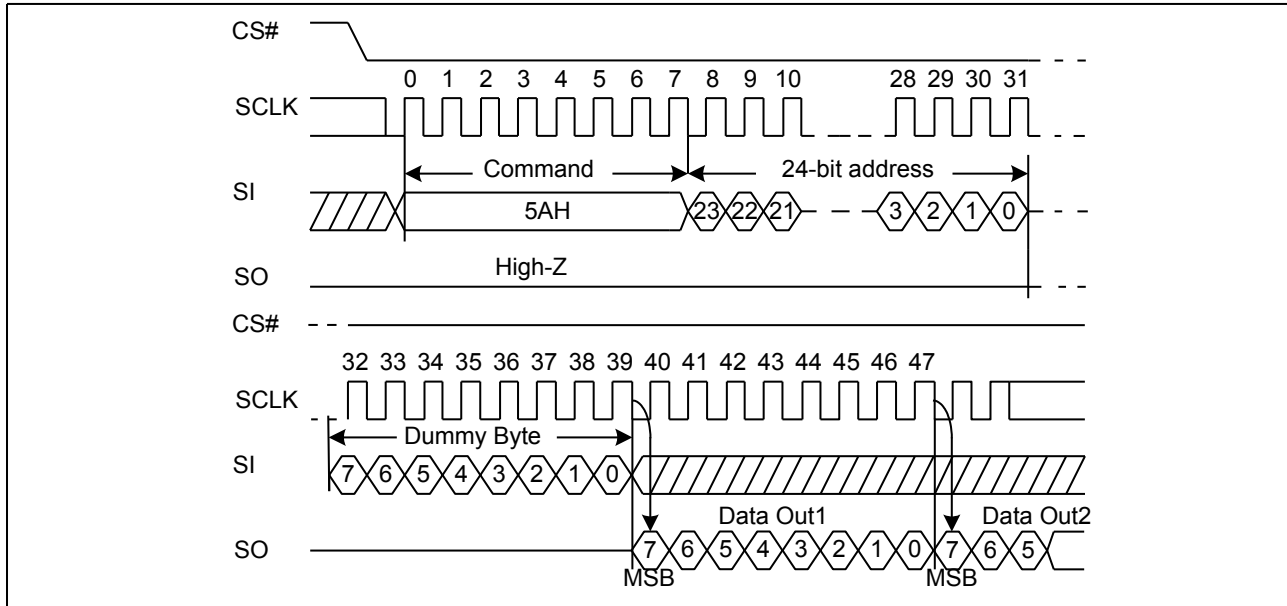 CS#
0 1 2 3 4 5 6 7 8 9 10 28 29 30 31
SCLK
Command 24-bit address
SI
5AH 23 22 21 3 2 1 0
High-Z
SO
CS#
32 33 34 35 36 37 38 39 40 41 42 43 44 45 46 47
SCLK
Dummy Byte
SI
7 6 5 4 3 2 1 0
Data Out1 Data Out2
SO
7 6 5 4 3 2 1 0 7 6 5
MSB MSB